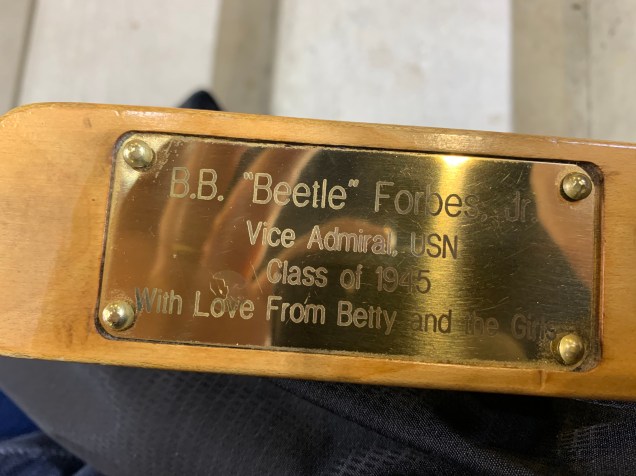 B.B. "Beetle" Forbes, Jr.
Vice Admiral, USN
Class of 1945
With Love From Betty and the Girls